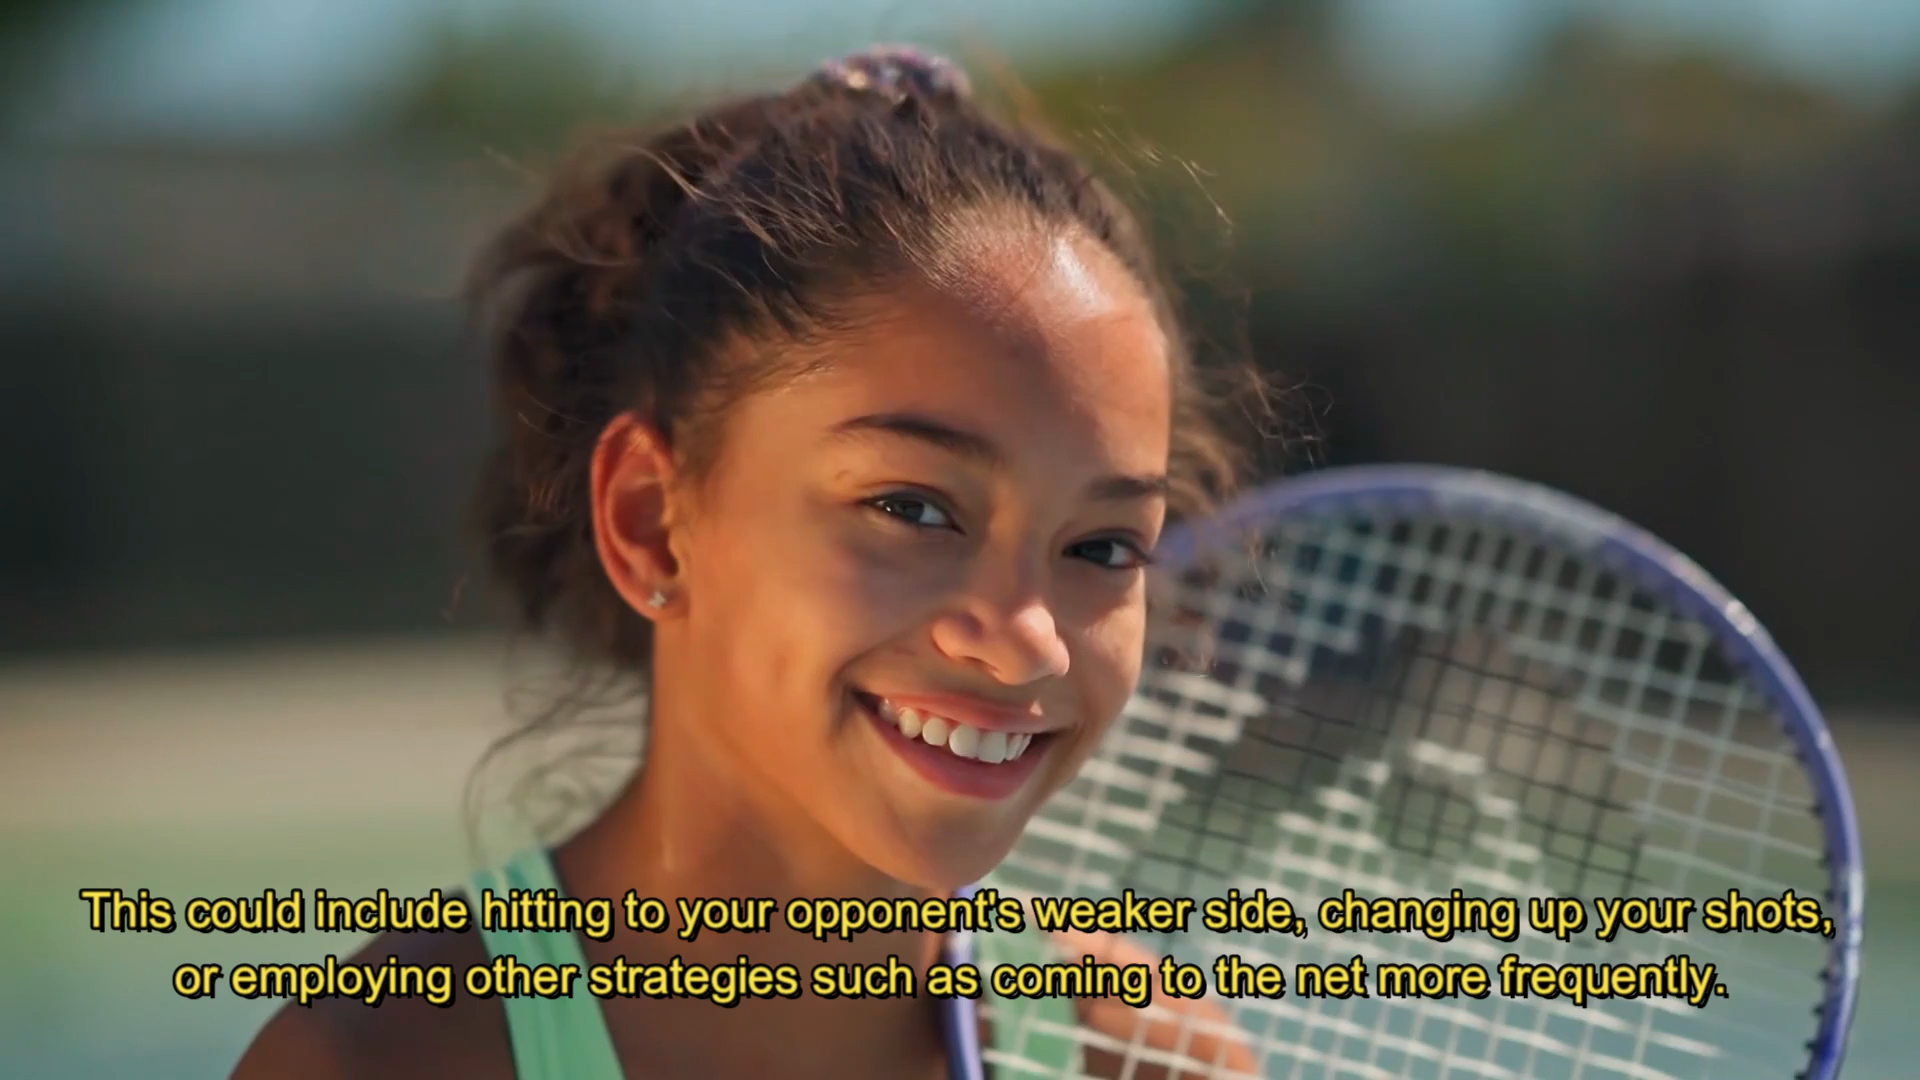 This could include hitting to your opponent's weaker side, changing up your shots,
or employing other strategies such as coming to the net more frequently.